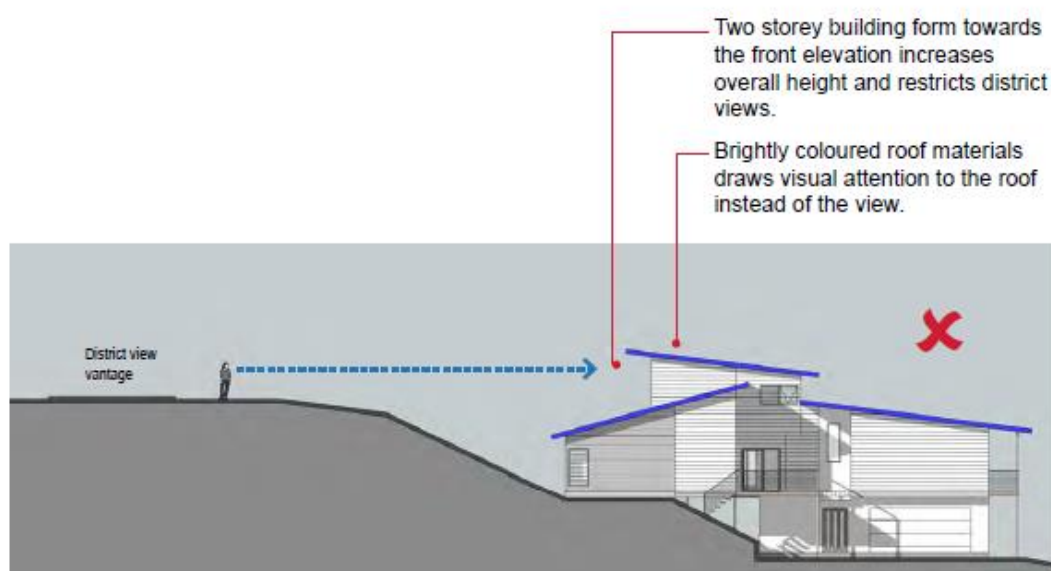 Two storey building form towards
the front elevation increases
overall height and restricts district
views.
Brightly coloured roof materials
draws visual attention to the roof
instead of the view.
District view
vantage